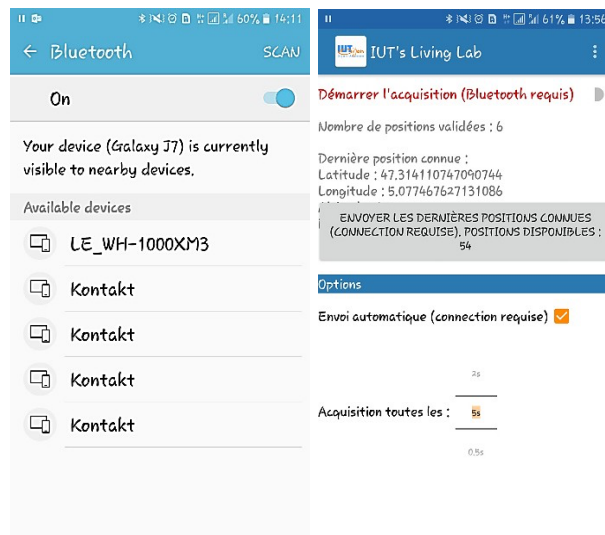 60% 14:11
Bluetooth
SCAN
On
Your device (Galaxy J7) is currently
visible to nearby devices.
Available devices
LE_WH-1000XM3
Kontakt
Kontakt
Kontakt
Kontakt
61% 13:56
IUT's Living Lab
Démarrer l'acquisition (Bluetooth requis)
Nombre de positions validées : 6
Dernière position connue :
Latitude : 47.314110747090744
Longitude : 5.077467627131086
ENVOYER LES DERNIÈRES POSITIONS CONNUES
(CONNECTION REQUISE), POSITIONS DISPONIBLES :
54
Options
Envoi automatique (connection requise)
2s
Acquisition toutes les :
5s
0.5s